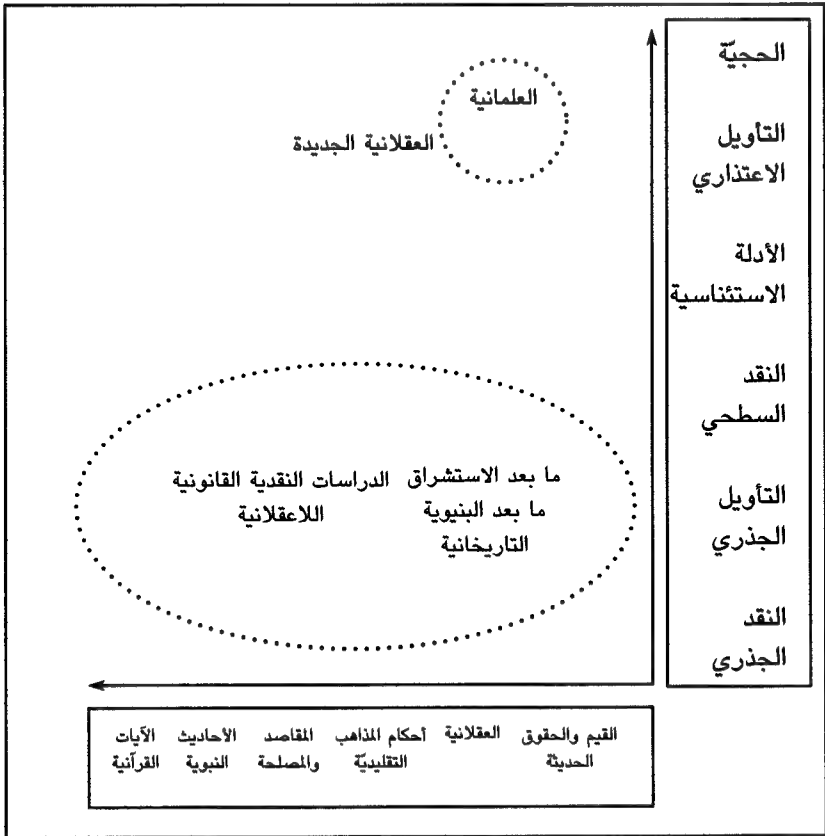 الحجيّة
التأويل
الاعتذاري
الأدلة
الاستئناسية
النقد
السطحي
التأويل
الجذري
النقد
الجذري
العلمانية
العقلانية الجديدة
ما بعد الاستشراق
ما بعد البنيوية
التاريخانية
الدراسات النقدية القانونية
اللاعقلانية
القيم والحقوق
الحديثة
العقلانية
أحكام المذاهب
التقليديّة
المقاصد
والمصلحة
الأحاديث
النبوية
الآيات
القرآنية